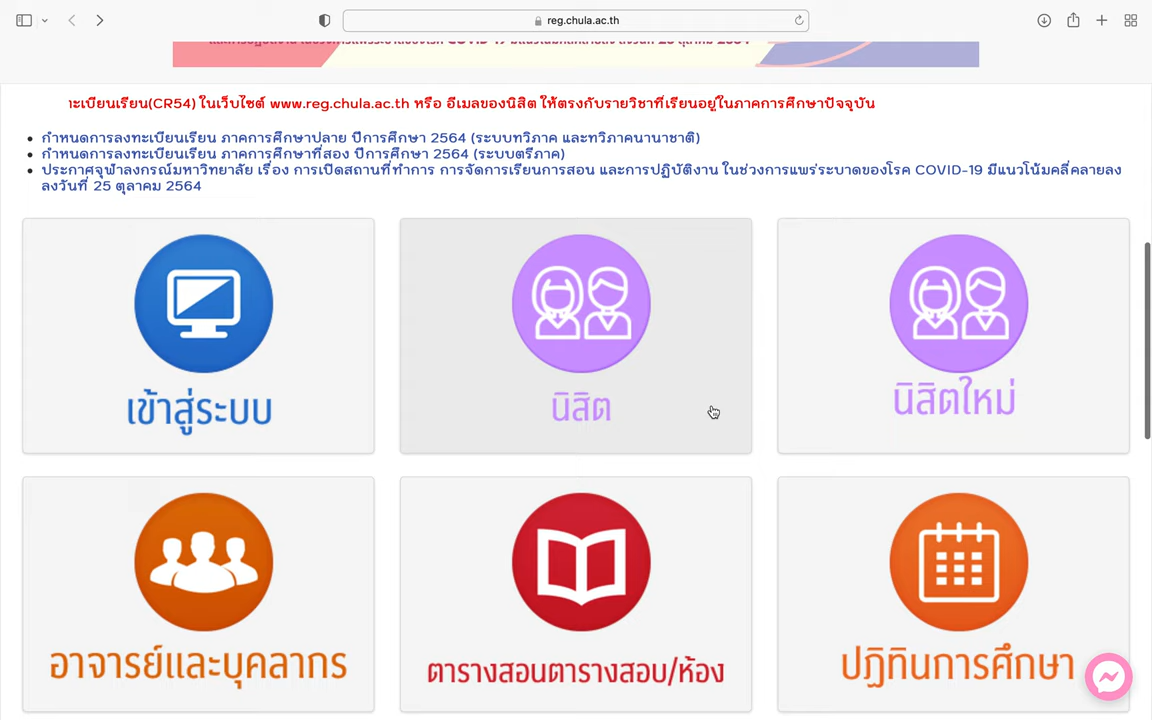 reg.chula.ac.th
COVID-19
ะเบียนเรียน(CR54) ในเว็บไซต์ www.reg.chula.ac.th หรือ อีเมลของนิสิต ให้ตรงกับรายวิชาที่เรียนอยู่ในภาคการศึกษาปัจจุบัน
กำหนดการลงทะเบียนเรียน ภาคการศึกษาปลาย ปีการศึกษา 2564 (ระบบทวิภาค และทวิภาคนานาชาติ)
กำหนดการลงทะเบียนเรียน ภาคการศึกษาที่สอง ปีการศึกษา 2564 (ระบบตรีภาค)
ประกาศจุฬาลงกรณ์มหาวิทยาลัย เรื่อง การเปิดสถานที่ทำการ การจัดการเรียนการสอน และการปฏิบัติงาน ในช่วงการแพร่ระบาดของโรค COVID-19 มีแนวโน้มคลี่คลายลง
ลงวันที่ 25 ตุลาคม 2564
เข้าสู่ระบบ
นิสิต
นิสิตใหม่
อาจารย์และบุคลากร
ตารางสอนตารางสอบ/ห้อง
ปฏิทินการศึกษา